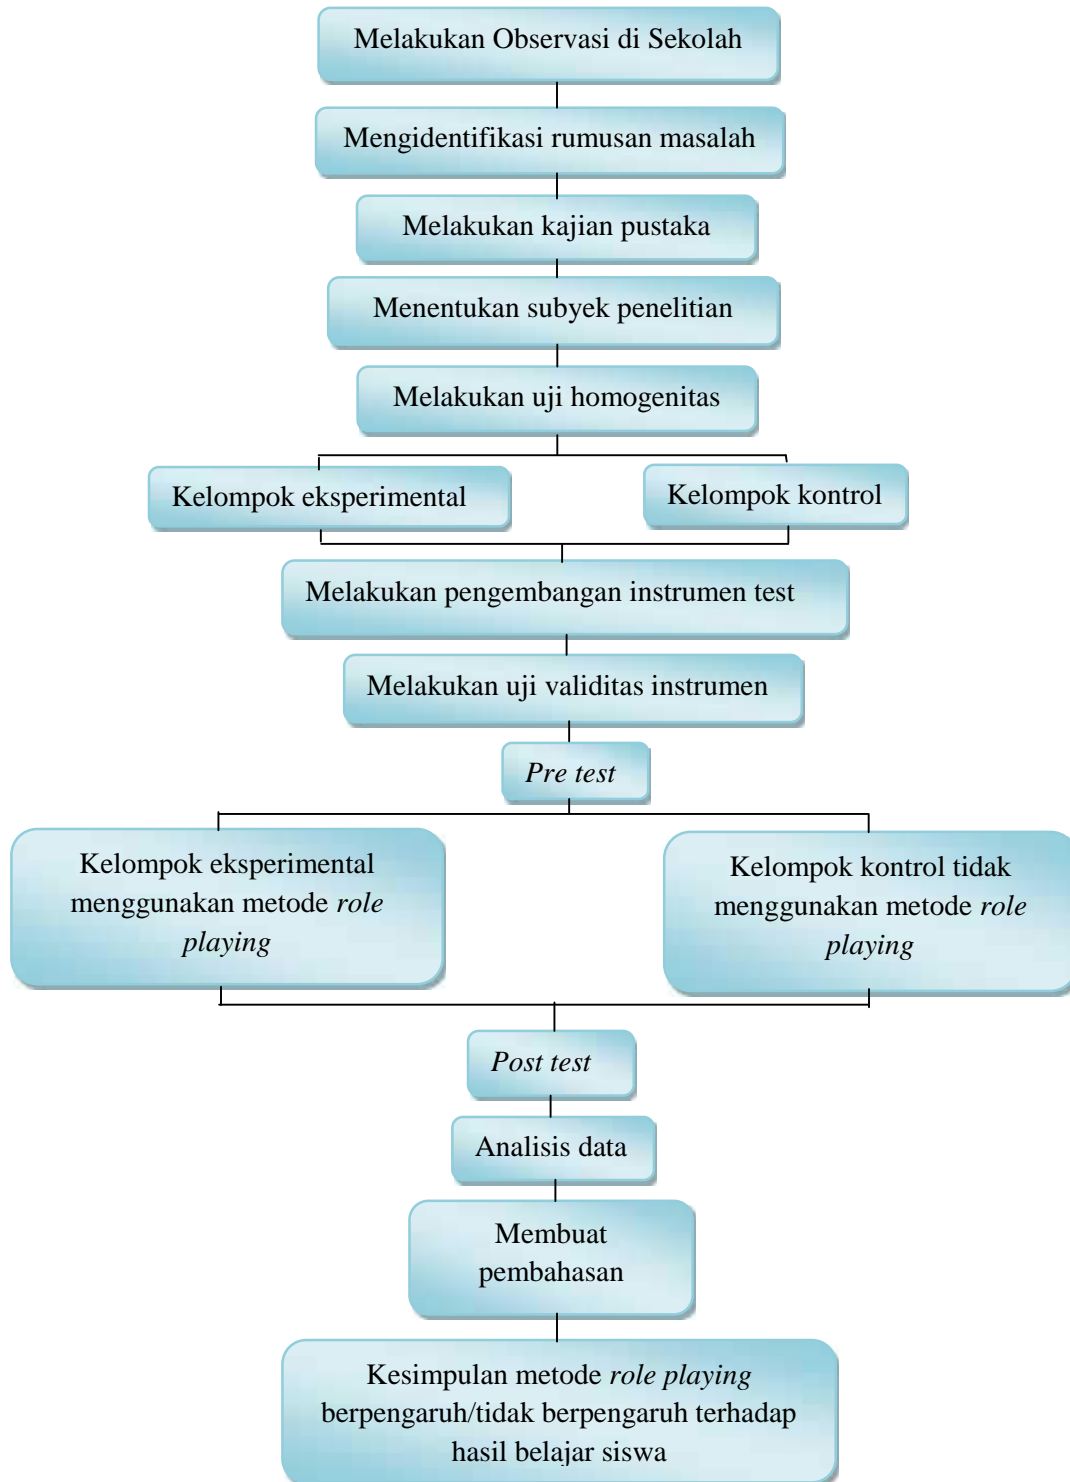 Melakukan Observasi di Sekolah
Mengidentifikasi rumusan masalah
Melakukan kajian pustaka
Menentukan subyek penelitian
Melakukan uji homogenitas
Kelompok eksperimental
Kelompok kontrol
Melakukan pengembangan instrumen test
Melakukan uji validitas instrumen
Pre test
Kelompok eksperimental
menggunakan metode role
playing
Kelompok kontrol tidak
menggunakan metode role
playing
Post test
Analisis data
Membuat
pembahasan
Kesimpulan metode role playing
berpengaruh/tidak berpengaruh terhadap
hasil belajar siswa